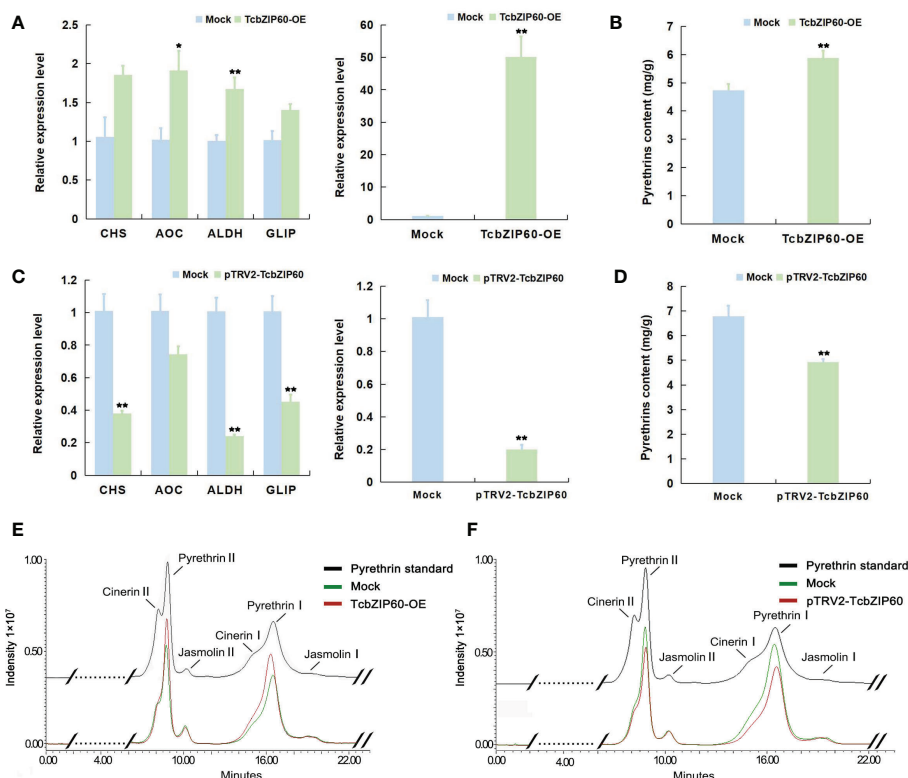 A
Mock TcbZIP60-OE
Relative expression level
2.5
2
1.5
1
0.5
0
*
**
CHS AOC ALDH GLIP
Mock TcbZIP60-OE
Relative expression level
60
50
40
30
20
10
0
**
Mock TcbZIP60-OE
B
Mock TcbZIP60-OE
Pyrethrins content (mg/g)
7
6
5
4
3
2
1
0
**
Mock TcbZIP60-OE
C
Mock pTRV2-TcbZIP60
Relative expression level
1.2
1
0.8
0.6
0.4
0.2
0
**
**
**
CHS AOC ALDH GLIP
Mock pTRV2-TcbZIP60
Relative expression level
1.2
1
0.8
0.6
0.4
0.2
0
**
Mock pTRV2-TcbZIP60
D
Mock pTRV2-TcbZIP60
Pyrethrins content (mg/g)
8
7
6
5
4
3
2
1
0
**
Mock pTRV2-TcbZIP60
E
Indensity 1×10⁷
1.00
0.50
0.00
Cinerin II
Pyrethrin II
Jasmolin II
Cinerin I
Pyrethrin I
Jasmolin I
Pyrethrin standard
Mock
TcbZIP60-OE
0.00 4.00 10.00 16.00 22.00
Minutes
F
Indensity 1×10⁷
1.00
0.50
0.00
Cinerin II
Pyrethrin II
Jasmolin II
Cinerin I
Pyrethrin I
Jasmolin I
Pyrethrin standard
Mock
pTRV2-TcbZIP60
0.00 4.00 10.00 16.00 22.00
Minutes